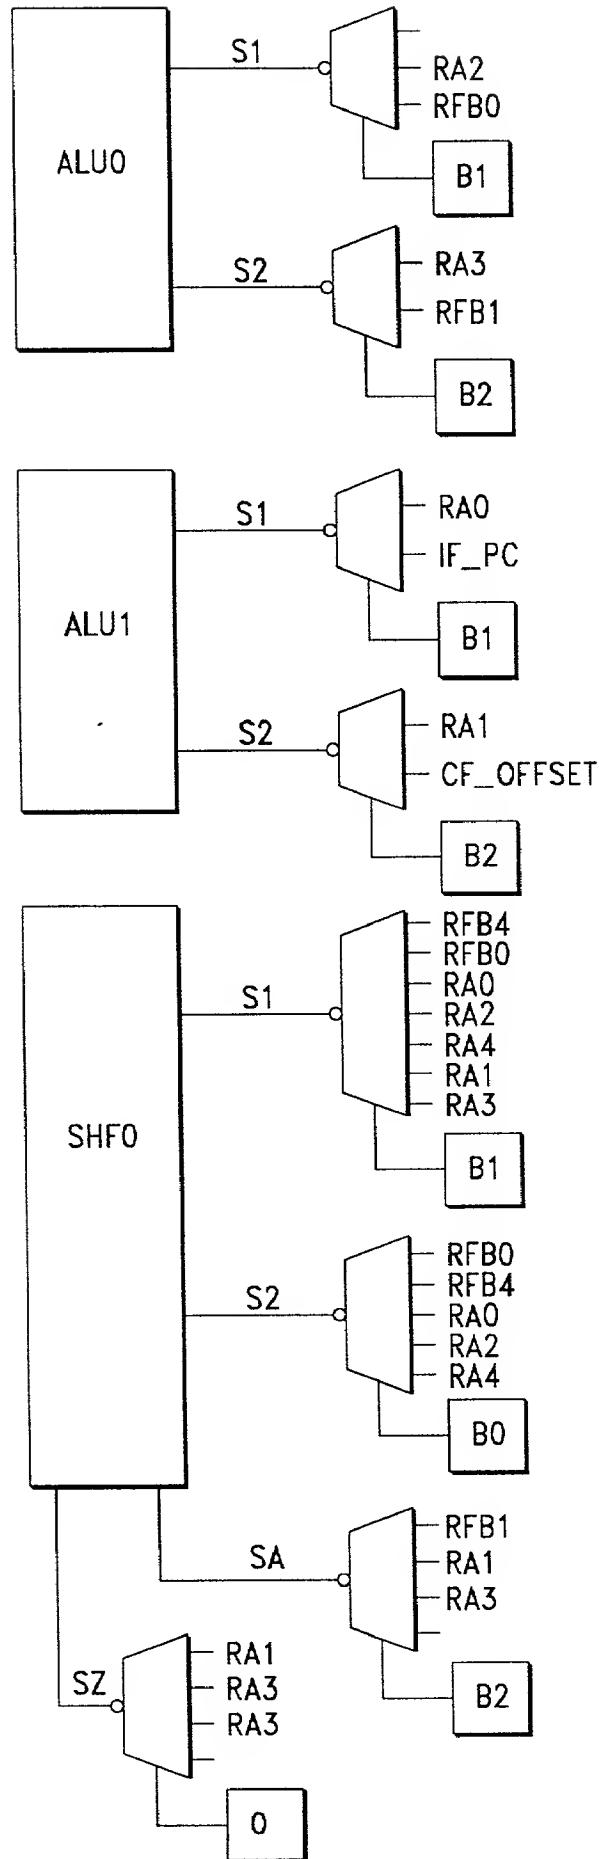 S1
RA2
RFB0
ALU0
B1
S2
RA3
RFB1
B2
S1
RA0
IF_PC
ALU1
B1
S2
RA1
CF_OFFSET
B2
RFB4
RFB0
RA0
S1
RA2
RA4
RA1
RA3
SHF0
B1
RFB0
RFB4
S2
RA0
RA2
RA4
B0
RFB1
SA
RA1
RA3
RA1
SZ
RA3
RA3
B2
0